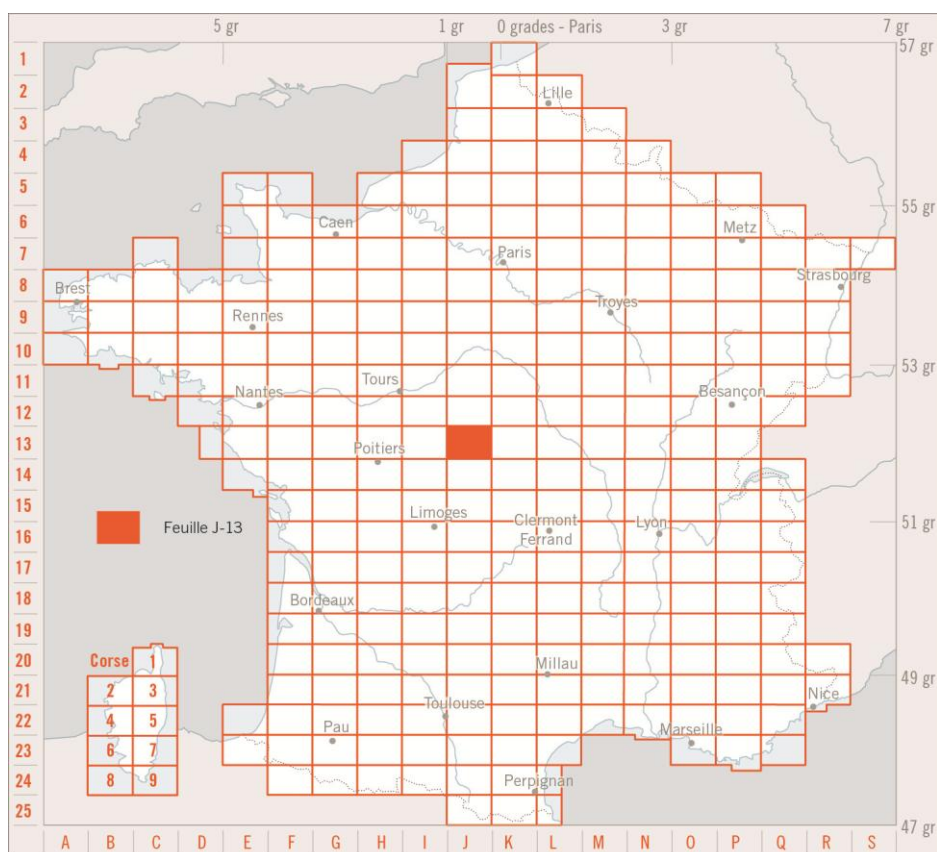 5 gr 1 gr 0 grades - Paris 3 gr 7 gr
57 gr
1
2 Lille
3
4
5
6 Caen Metz 55 gr
7 Paris
8 Brest Strasbourg
9 Rennes Troyes
10
53 gr
11 Nantes Tours Besançon
12
13 Poitiers
14
15 Limoges Clermont Lyon 51 gr
16 Feuille J-13 Ferrand
17
18 Bordeaux
19
20 Corse 1 Millau
49 gr
21 2 3 Nice
22 4 5 Pau Toulouse Marseille
23 6 7
24 8 9 Perpignan
25 47 gr
A B C D E F G H I J K L M N O P Q R S